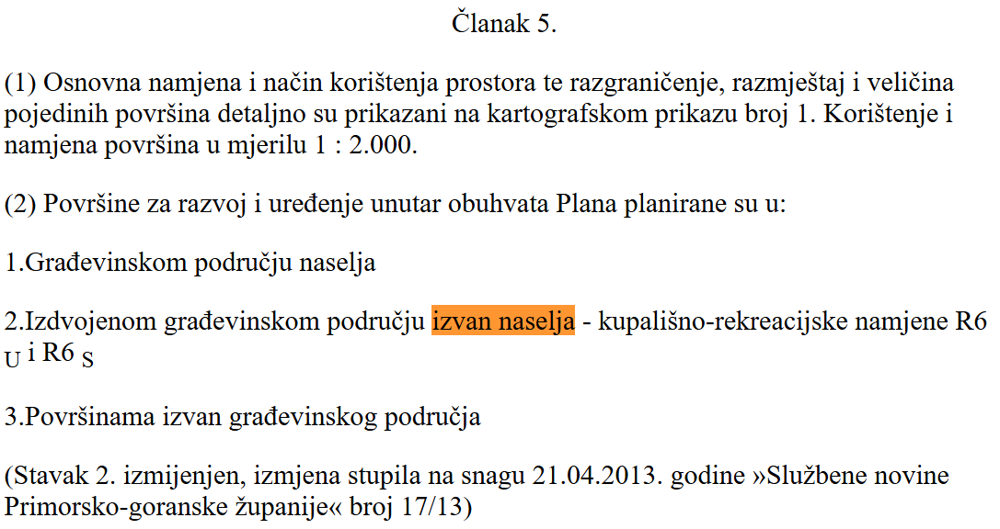 Članak 5.
(1) Osnovna namjena i način korištenja prostora te razgraničenje, razmještaj i veličina
pojedinih površina detaljno su prikazani na kartografskom prikazu broj 1. Korištenje i
namjena površina u mjerilu 1 : 2.000.
(2) Površine za razvoj i uređenje unutar obuhvata Plana planirane su u:
1.Građevinskom području naselja
2.Izdvojenom građevinskom području izvan naselja - kupališno-rekreacijske namjene R6
U i R6 S
3.Površinama izvan građevinskog područja
(Stavak 2. izmijenjen, izmjena stupila na snagu 21.04.2013. godine »Službene novine
Primorsko-goranske županije« broj 17/13)